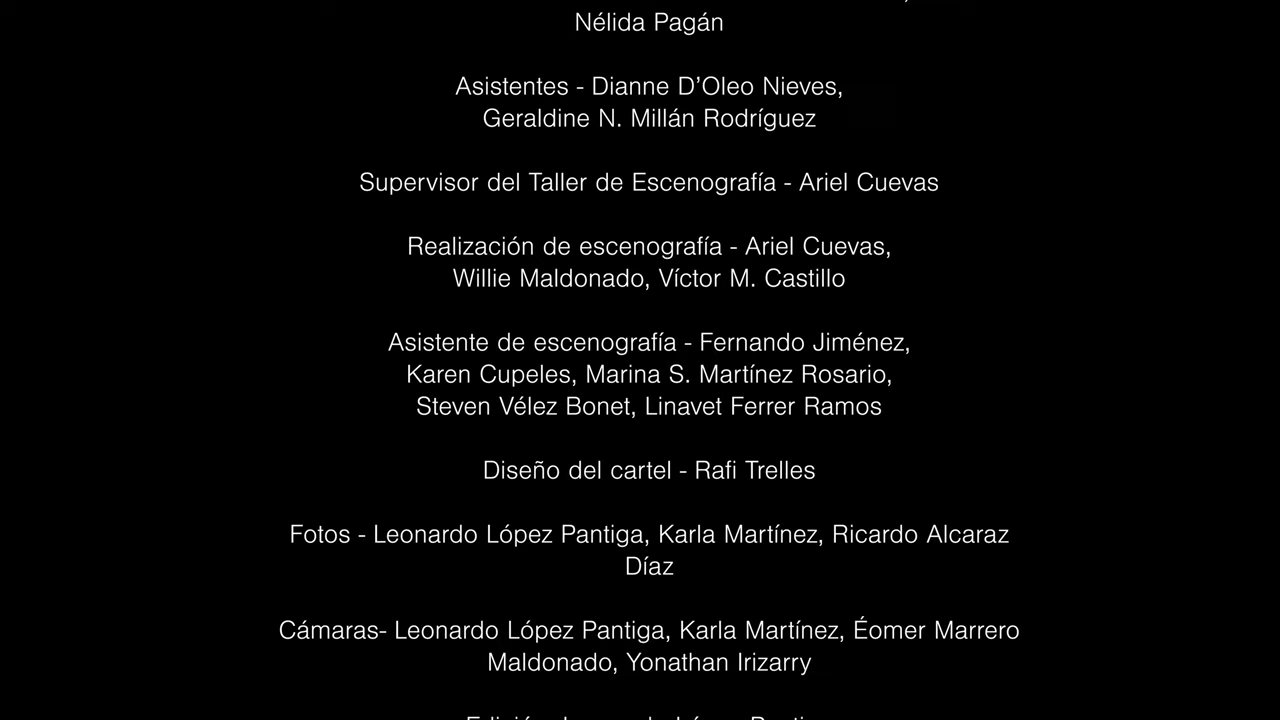 Nélida Pagán
Asistentes - Dianne D’Oleo Nieves,
Geraldine N. Millán Rodríguez
Supervisor del Taller de Escenografía - Ariel Cuevas
Realización de escenografía - Ariel Cuevas,
Willie Maldonado, Víctor M. Castillo
Asistente de escenografía - Fernando Jiménez,
Karen Cupeles, Marina S. Martínez Rosario,
Steven Vélez Bonet, Linavet Ferrer Ramos
Diseño del cartel - Rafi Trelles
Fotos - Leonardo López Pantiga, Karla Martínez, Ricardo Alcaraz
Díaz
Cámaras- Leonardo López Pantiga, Karla Martínez, Éomer Marrero
Maldonado, Yonathan Irizarry